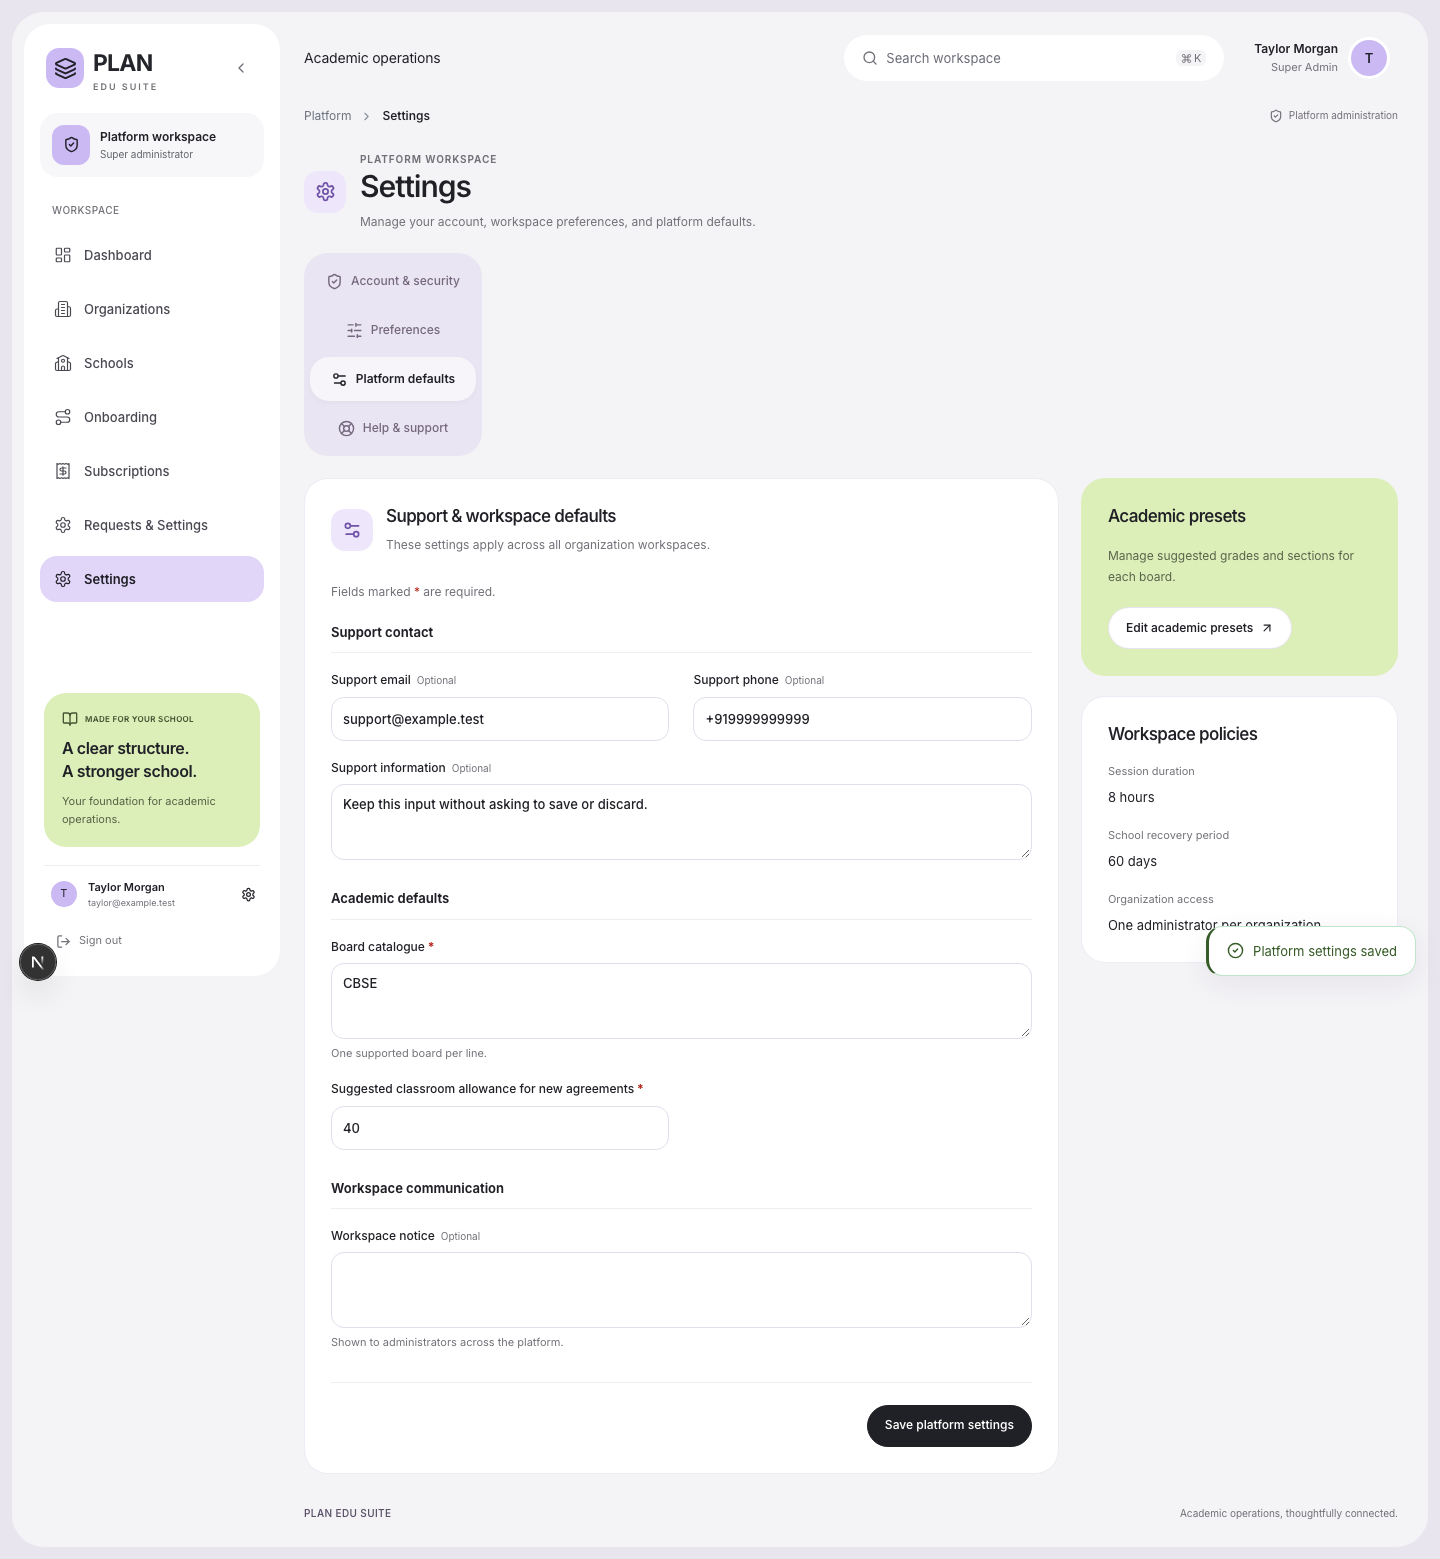 PLAN
EDU SUITE
Platform workspace
Super administrator
WORKSPACE
Dashboard
Organizations
Schools
Onboarding
Subscriptions
Requests & Settings
Settings
MADE FOR YOUR SCHOOL
A clear structure.
A stronger school.
Your foundation for academic
operations.
T
Taylor Morgan
taylor@example.test
Sign out
N
Academic operations
Search workspace
⌘ K
Taylor Morgan
Super Admin
T
Platform
Settings
Platform administration
PLATFORM WORKSPACE
Settings
Manage your account, workspace preferences, and platform defaults.
Account & security
Preferences
Platform defaults
Help & support
Support & workspace defaults
These settings apply across all organization workspaces.
Fields marked * are required.
Support contact
Support email Optional
support@example.test
Support phone Optional
+919999999999
Support information Optional
Keep this input without asking to save or discard.
Academic defaults
Board catalogue *
CBSE
One supported board per line.
Suggested classroom allowance for new agreements *
40
Workspace communication
Workspace notice Optional
Shown to administrators across the platform.
Save platform settings
Academic presets
Manage suggested grades and sections for
each board.
Edit academic presets
Workspace policies
Session duration
8 hours
School recovery period
60 days
Organization access
One administrator per organization
Platform settings saved
PLAN EDU SUITE
Academic operations, thoughtfully connected.